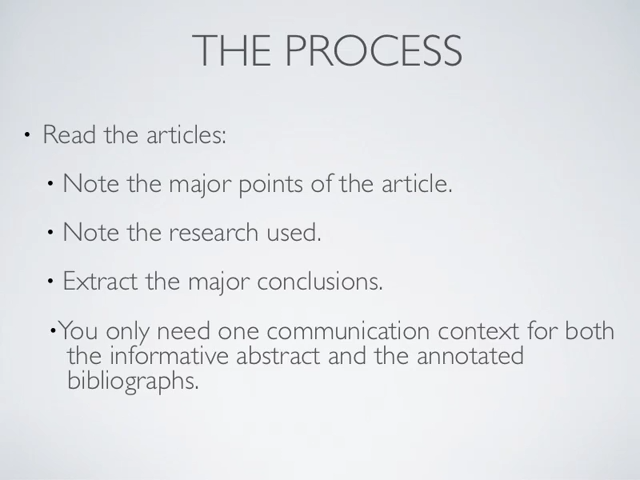 THE PROCESS
• Read the articles:
• Note the major points of the article.
• Note the research used.
• Extract the major conclusions.
•You only need one communication context for both
the informative abstract and the annotated
bibliographs.